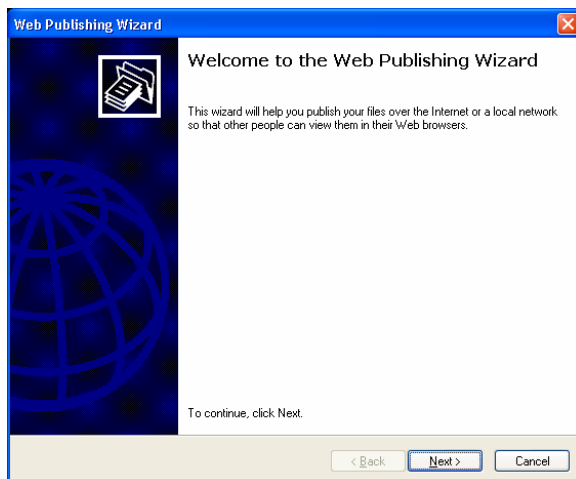 Web Publishing Wizard
Welcome to the Web Publishing Wizard
This wizard will help you publish your files over the Internet or a local network
so that other people can view them in their Web browsers.
To continue, click Next.
< Back
Next >
Cancel